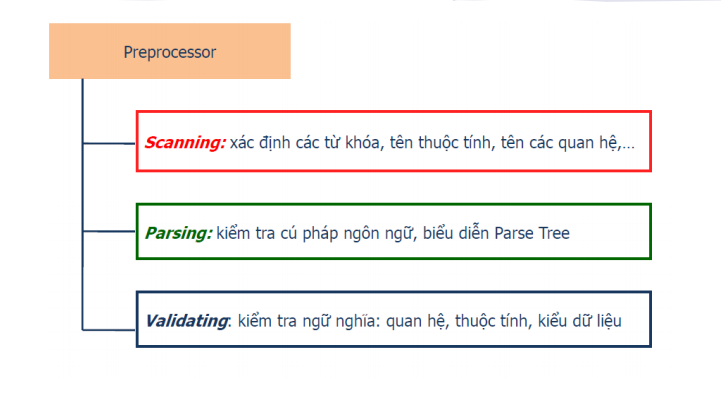 Preprocessor
Scanning: xác định các từ khóa, tên thuộc tính, tên các quan hệ,...
Parsing: kiểm tra cú pháp ngôn ngữ, biểu diễn Parse Tree
Validating: kiểm tra ngữ nghĩa: quan hệ, thuộc tính, kiểu dữ liệu